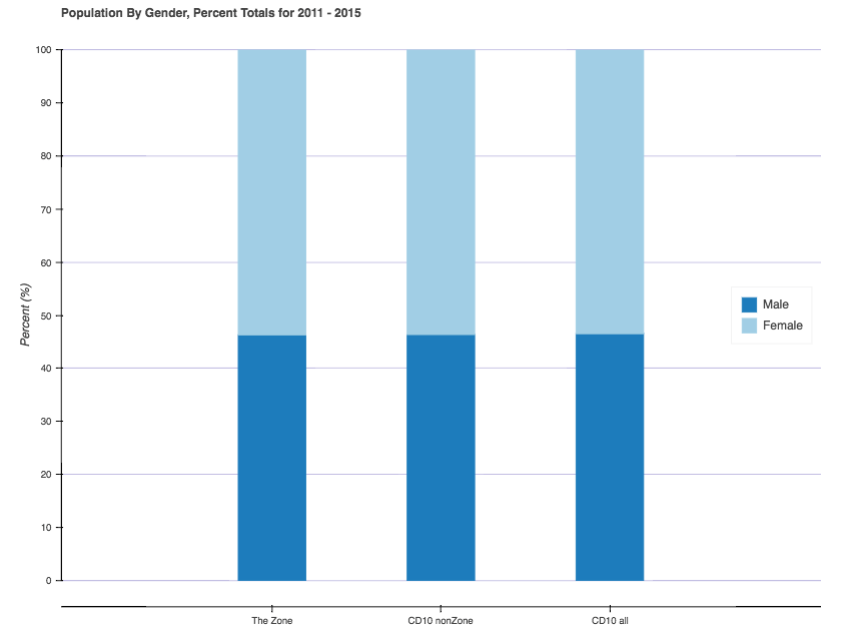 Population By Gender, Percent Totals for 2011 - 2015
100
90
80
70
60
50
40
30
20
10
0
Percent (%)
Male
Female
The Zone
CD10 nonZone
CD10 all